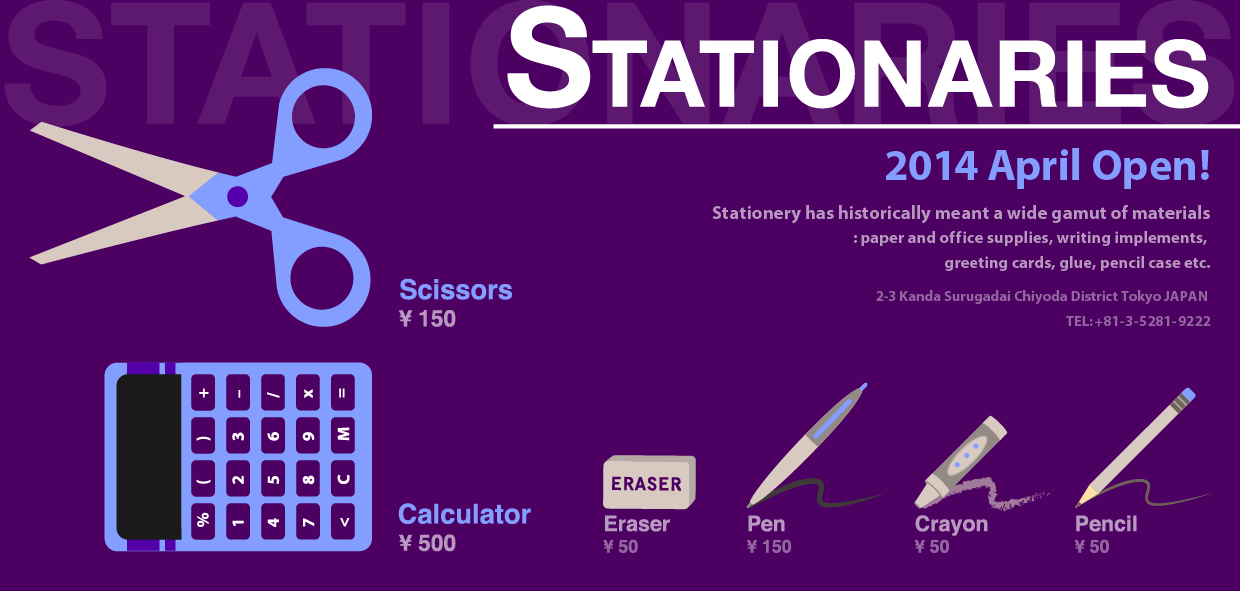 STATIONARIES
STATIONARIES
2014 April Open!
Stationery has historically meant a wide gamut of materials
: paper and office supplies, writing implements,
greeting cards, glue, pencil case etc.
2-3 Kanda Surugadai Chiyoda District Tokyo JAPAN
TEL:+81-3-5281-9222
Scissors
¥ 150
% ( ) +
1 2 3 –
4 5 6 /
7 8 9 x
< C M =
Calculator
¥ 500
ERASER
Eraser
¥ 50
Pen
¥ 150
Crayon
¥ 50
Pencil
¥ 50